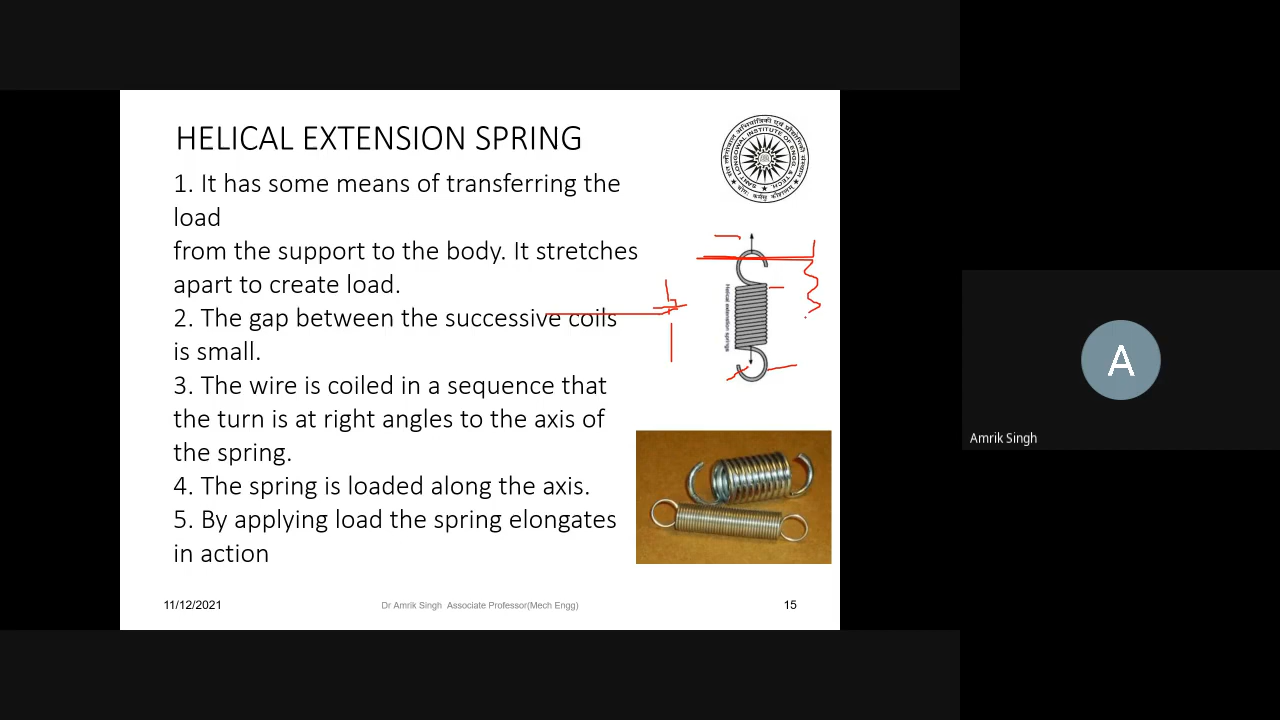 HELICAL EXTENSION SPRING
1. It has some means of transferring the
load
from the support to the body. It stretches
apart to create load.
2. The gap between the successive coils
is small.
3. The wire is coiled in a sequence that
the turn is at right angles to the axis of
the spring.
4. The spring is loaded along the axis.
5. By applying load the spring elongates
in action
Helical extension springs
11/12/2021
Dr Amrik Singh Associate Professor(Mech Engg)
15
A
Amrik Singh